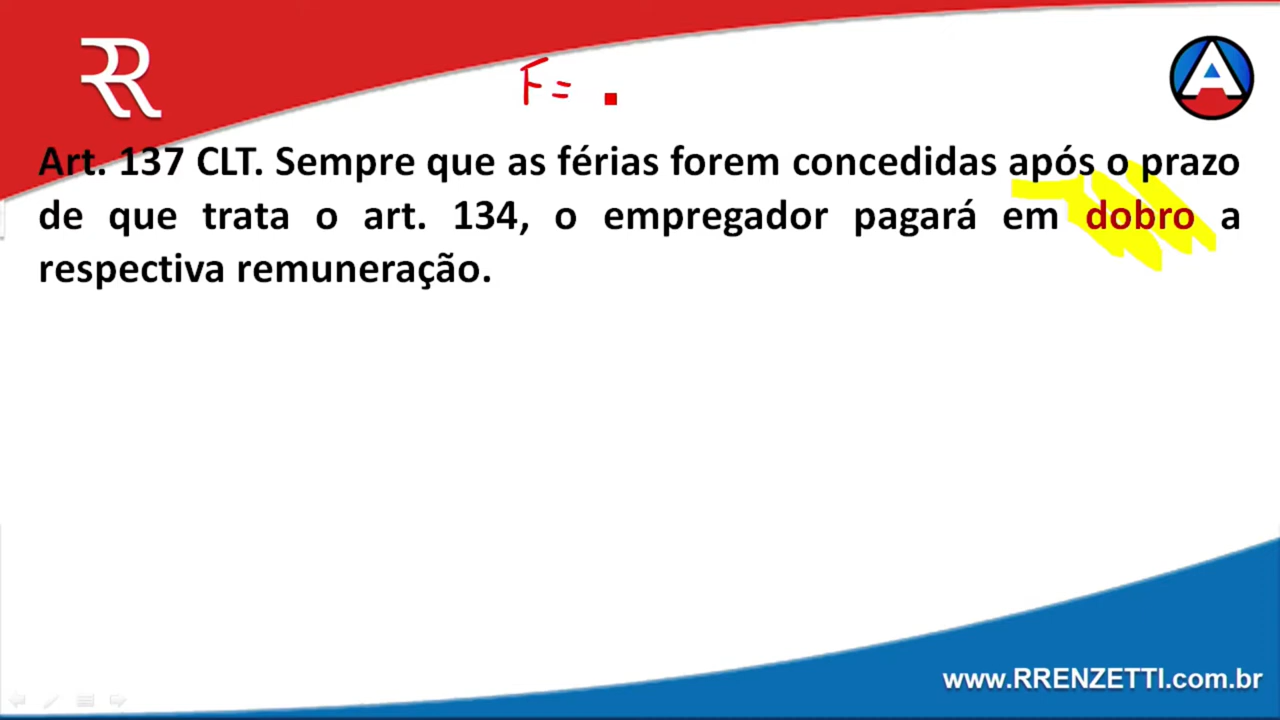 RR
F =
A
Art. 137 CLT. Sempre que as férias forem concedidas após o prazo
de que trata o art. 134, o empregador pagará em dobro a
respectiva remuneração.
www.RRENZETTI.com.br